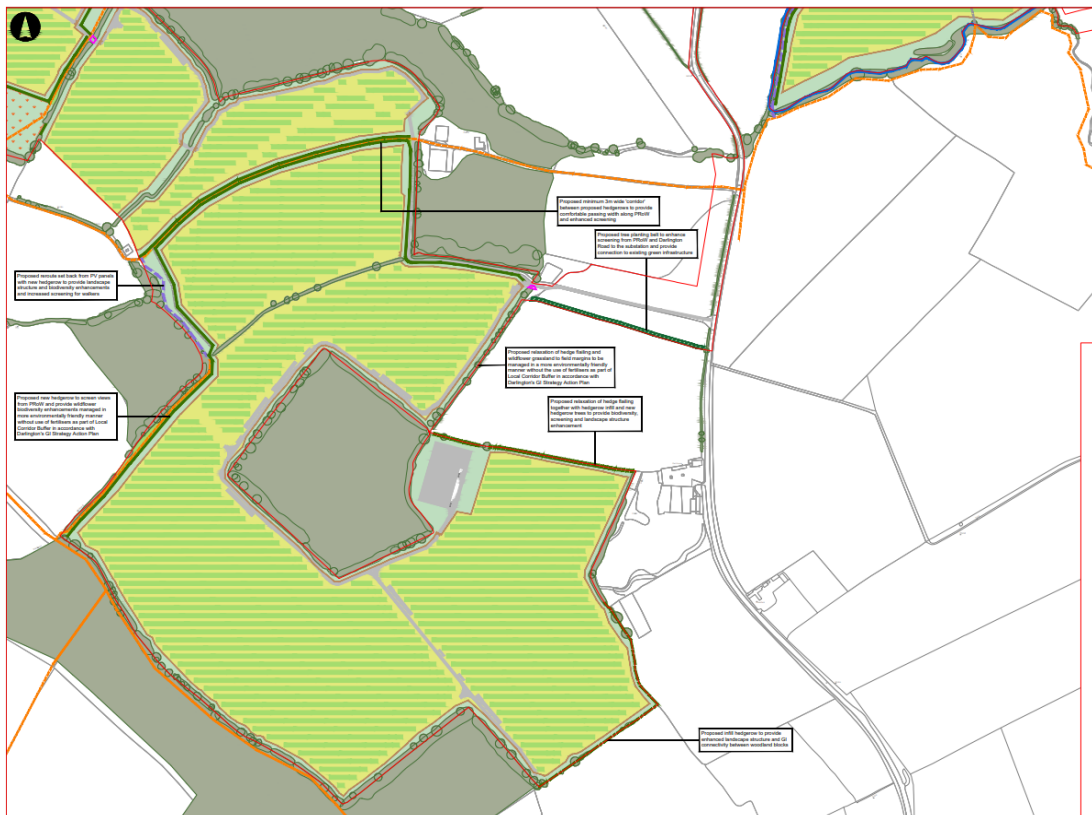 Proposed minimum 3m wide 'corridor'
between proposed hedgerows to provide
comfortable passing width along PRoW
and enhanced screening
Proposed tree planting belt to enhance
screening from PRoW and Darlington
Road to the substation and provide
connection to existing green infrastructure
Proposed reroute set back from PV panels
with new hedgerow to provide landscape
structure and biodiversity enhancements
and increased screening for walkers
Proposed relaxation of hedge flailing and
wildflower grassland to field margins to be
managed in a more environmentally friendly
manner without the use of fertilisers as part of
Local Corridor Buffer in accordance with
Darlington's GI Strategy Action Plan
Proposed new hedgerow to screen views
from PRoW and provide wildflower
biodiversity enhancements managed in
more environmentally friendly manner
without use of fertilisers as part of Local
Corridor Buffer in accordance with
Darlington's GI Strategy Action Plan
Proposed relaxation of hedge flailing
together with hedgerow infill and new
hedgerow trees to provide biodiversity,
screening and landscape structure
enhancement
Proposed infill hedgerow to provide
enhanced landscape structure and GI
connectivity between woodland blocks